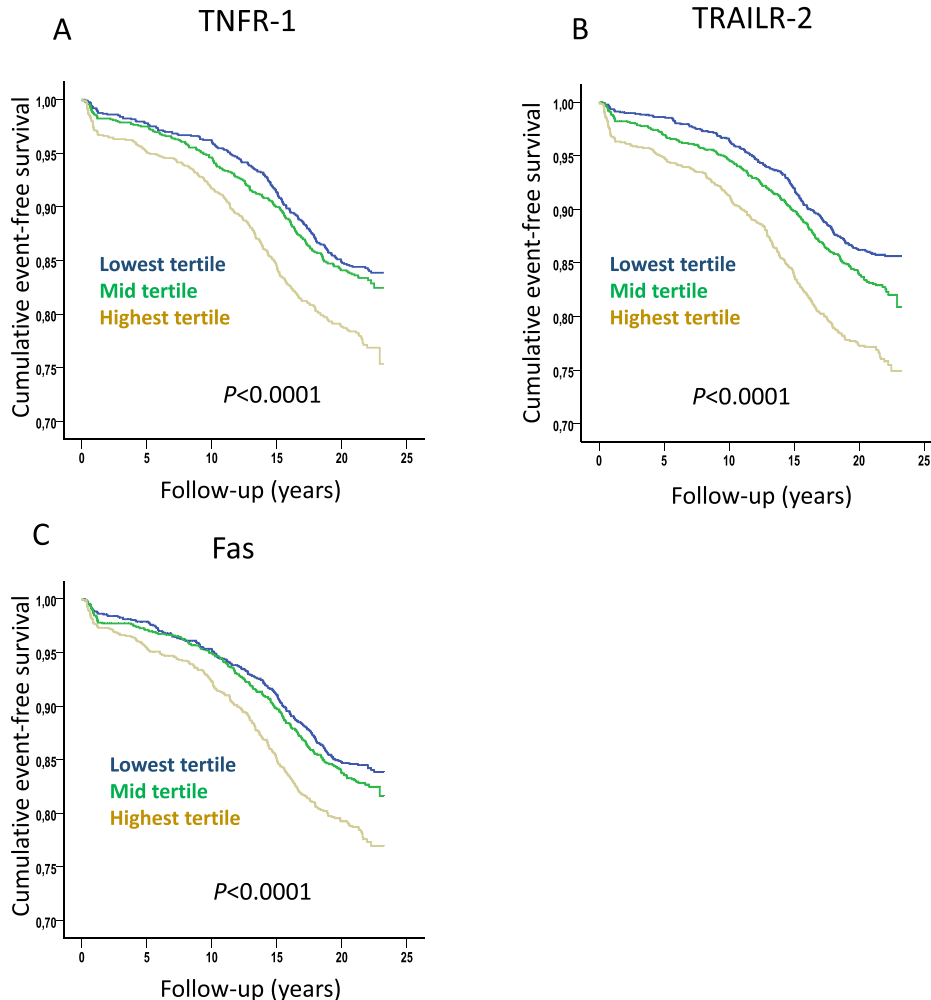 A
TNFR-1
Cumulative event-free survival
1,00
0,95
0,90
0,85
0,80
0,75
0,70
Lowest tertile
Mid tertile
Highest tertile
P<0.0001
0 5 10 15 20 25
Follow-up (years)
B
TRAILR-2
Cumulative event-free survival
1,00
0,95
0,90
0,85
0,80
0,75
0,70
Lowest tertile
Mid tertile
Highest tertile
P<0.0001
0 5 10 15 20 25
Follow-up (years)
C
Fas
Cumulative event-free survival
1,00
0,95
0,90
0,85
0,80
0,75
0,70
Lowest tertile
Mid tertile
Highest tertile
P<0.0001
0 5 10 15 20 25
Follow-up (years)